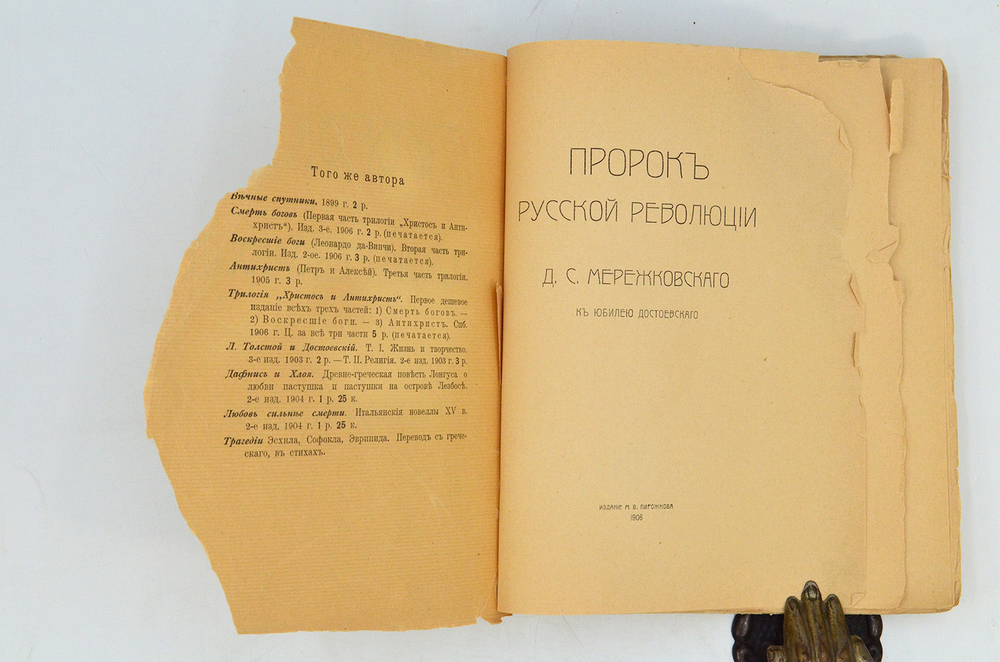 Того же автора
Вѣчные спутники. 1899 г. 2 р.
Смерть боговъ (Первая часть трилогіи „Христосъ и Анти-
христъ“). Изд. 3-е. 1906 г. 2 р. (печатается).
Воскресшіе боги (Леонардо да-Винчи). Вторая часть три-
логіи. Изд. 2-ое. 1906 г. 3 р. (печатается).
Антихристъ (Петръ и Алексѣй). Третья часть трилогіи.
1905 г. 3 р.
Трилогія „Христосъ и Антихристъ“. Первое дешевое
изданіе всѣхъ трехъ частей: 1) Смерть боговъ. —
2) Воскресшіе боги. — 3) Антихристъ. Спб.
1906 г. Ц. за всѣ три части 5 р. (печатается).
Л. Толстой и Достоевскій. Т. I. Жизнь и творчество.
3-е изд. 1903 г. 2 р. — Т. II. Религія. 2-е изд. 1903 г. 3 р.
Дафнисъ и Хлоя. Древне-греческая повѣсть Лонгуса о
любви пастушка и пастушки на островѣ Лезбосѣ.
2-е изд. 1904 г. 1 р. 25 к.
Любовь сильнѣе смерти. Итальянскія новеллы XV в.
2-е изд. 1904 г. 1 р. 25 к.
Трагедіи Эсхила, Софокла, Эврипида. Переводъ съ грече-
скаго, въ стихахъ.
ПРОРОКЪ
РУССКОЙ РЕВОЛЮЦІИ
Д. С. МЕРЕЖКОВСКАГО
КЪ ЮБИЛЕЮ ДОСТОЕВСКАГО
ИЗДАНІЕ М. В. ПИРОЖКОВА
1906